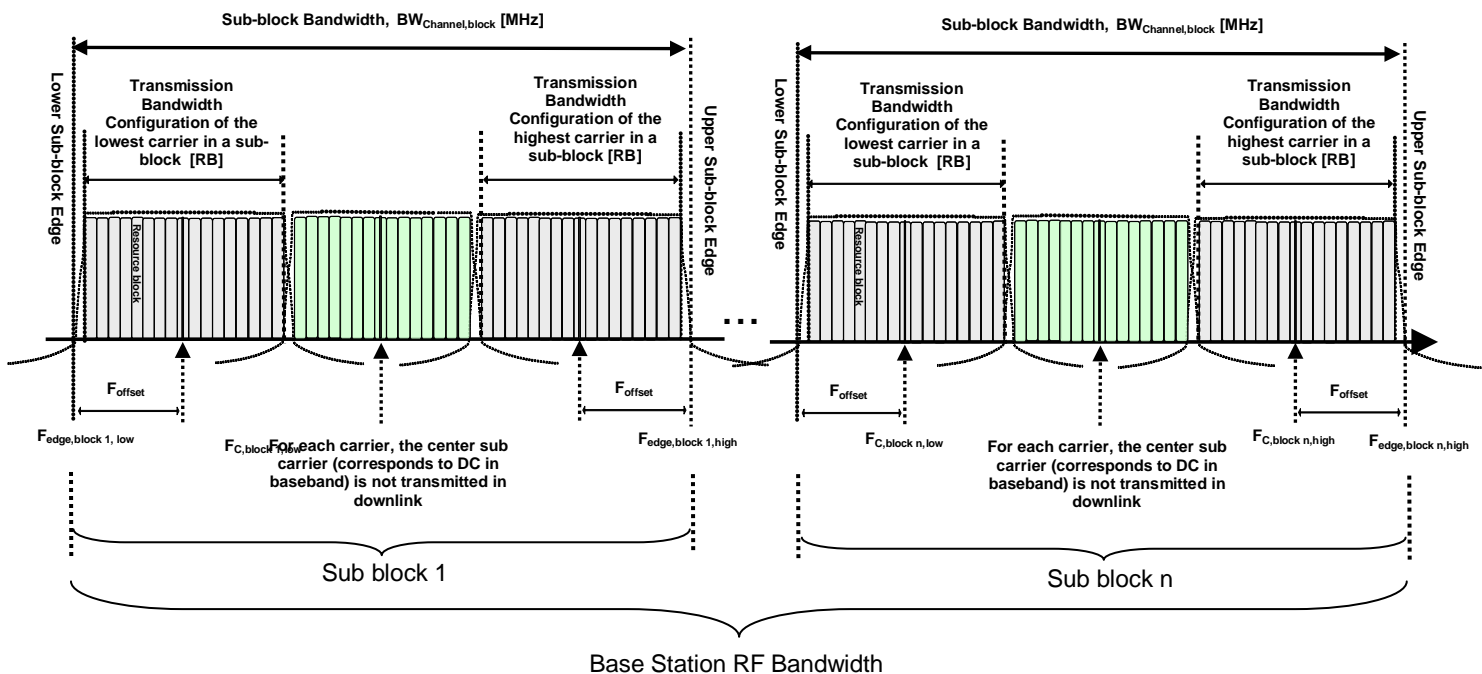 Sub-block Bandwidth, BWChannel,block [MHz]
Lower Sub-block Edge
Transmission
Bandwidth
Configuration of the
lowest carrier in a sub-
block [RB]
Transmission
Bandwidth
Configuration of the
highest carrier in a
sub-block [RB]
Upper Sub-block Edge
Resource block
Foffset
Foffset
Fedge,block 1, low
FC,block 1,low
Fedge,block 1,high
For each carrier, the center sub
carrier (corresponds to DC in
baseband) is not transmitted in
downlink
Sub block 1
...
Sub-block Bandwidth, BWChannel,block [MHz]
Lower Sub-block Edge
Transmission
Bandwidth
Configuration of the
lowest carrier in a
sub-block [RB]
Transmission
Bandwidth
Configuration of the
highest carrier in a
sub-block [RB]
Upper Sub-block Edge
Resource block
Foffset
Foffset
FC,block n,low
FC,block n,high
Fedge,block n,high
For each carrier, the center sub
carrier (corresponds to DC in
baseband) is not transmitted in
downlink
Sub block n
Base Station RF Bandwidth